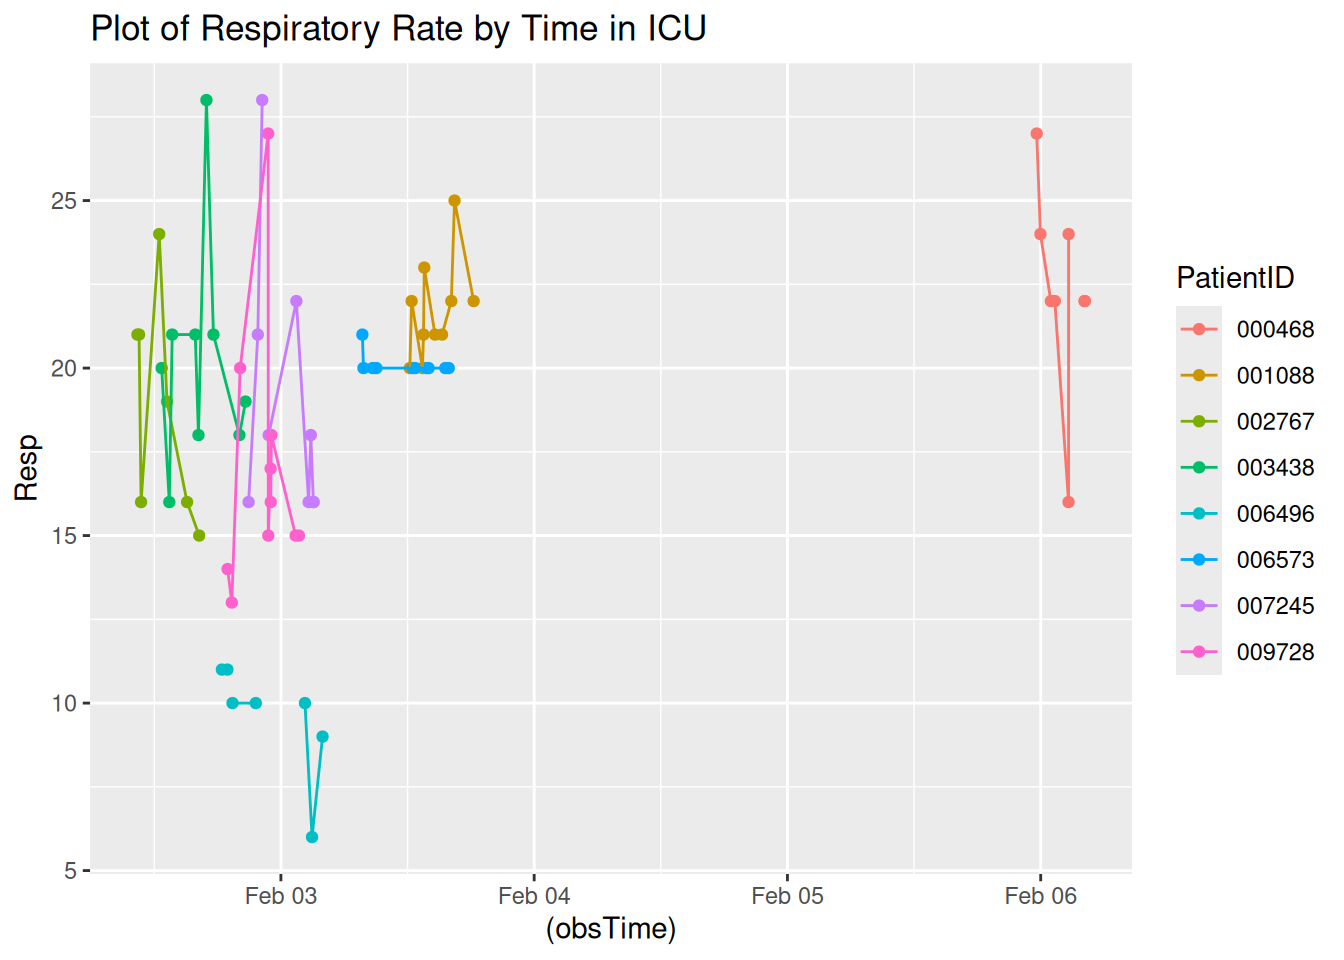 Plot of Respiratory Rate by Time in ICU
25
20
15
10
5
Resp
Feb 03
Feb 04
Feb 05
Feb 06
(obsTime)
PatientID
000468
001088
002767
003438
006496
006573
007245
009728